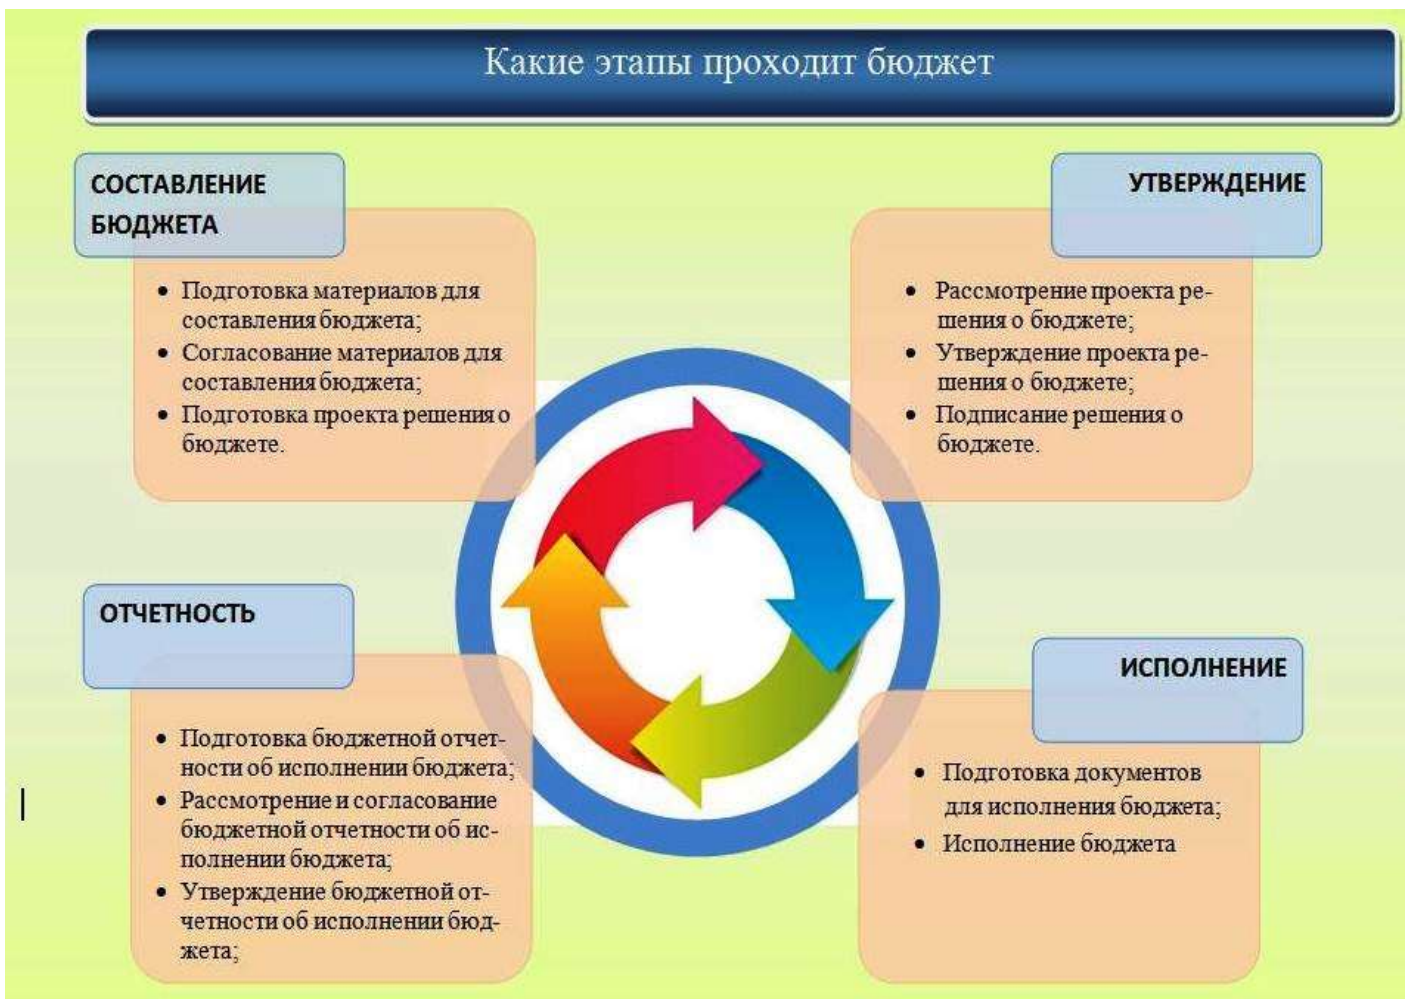 Какие этапы проходит бюджет
СОСТАВЛЕНИЕ
БЮДЖЕТА
• Подготовка материалов для
составления бюджета;
• Согласование материалов для
составления бюджета;
• Подготовка проекта решения о
бюджете.
УТВЕРЖДЕНИЕ
• Рассмотрение проекта ре-
шения о бюджете;
• Утверждение проекта ре-
шения о бюджете;
• Подписание решения о
бюджете.
ОТЧЕТНОСТЬ
• Подготовка бюджетной отчет-
ности об исполнении бюджета;
• Рассмотрение и согласование
бюджетной отчетности об ис-
полнении бюджета;
• Утверждение бюджетной от-
четности об исполнении бюд-
жета;
ИСПОЛНЕНИЕ
• Подготовка документов
для исполнения бюджета;
• Исполнение бюджета